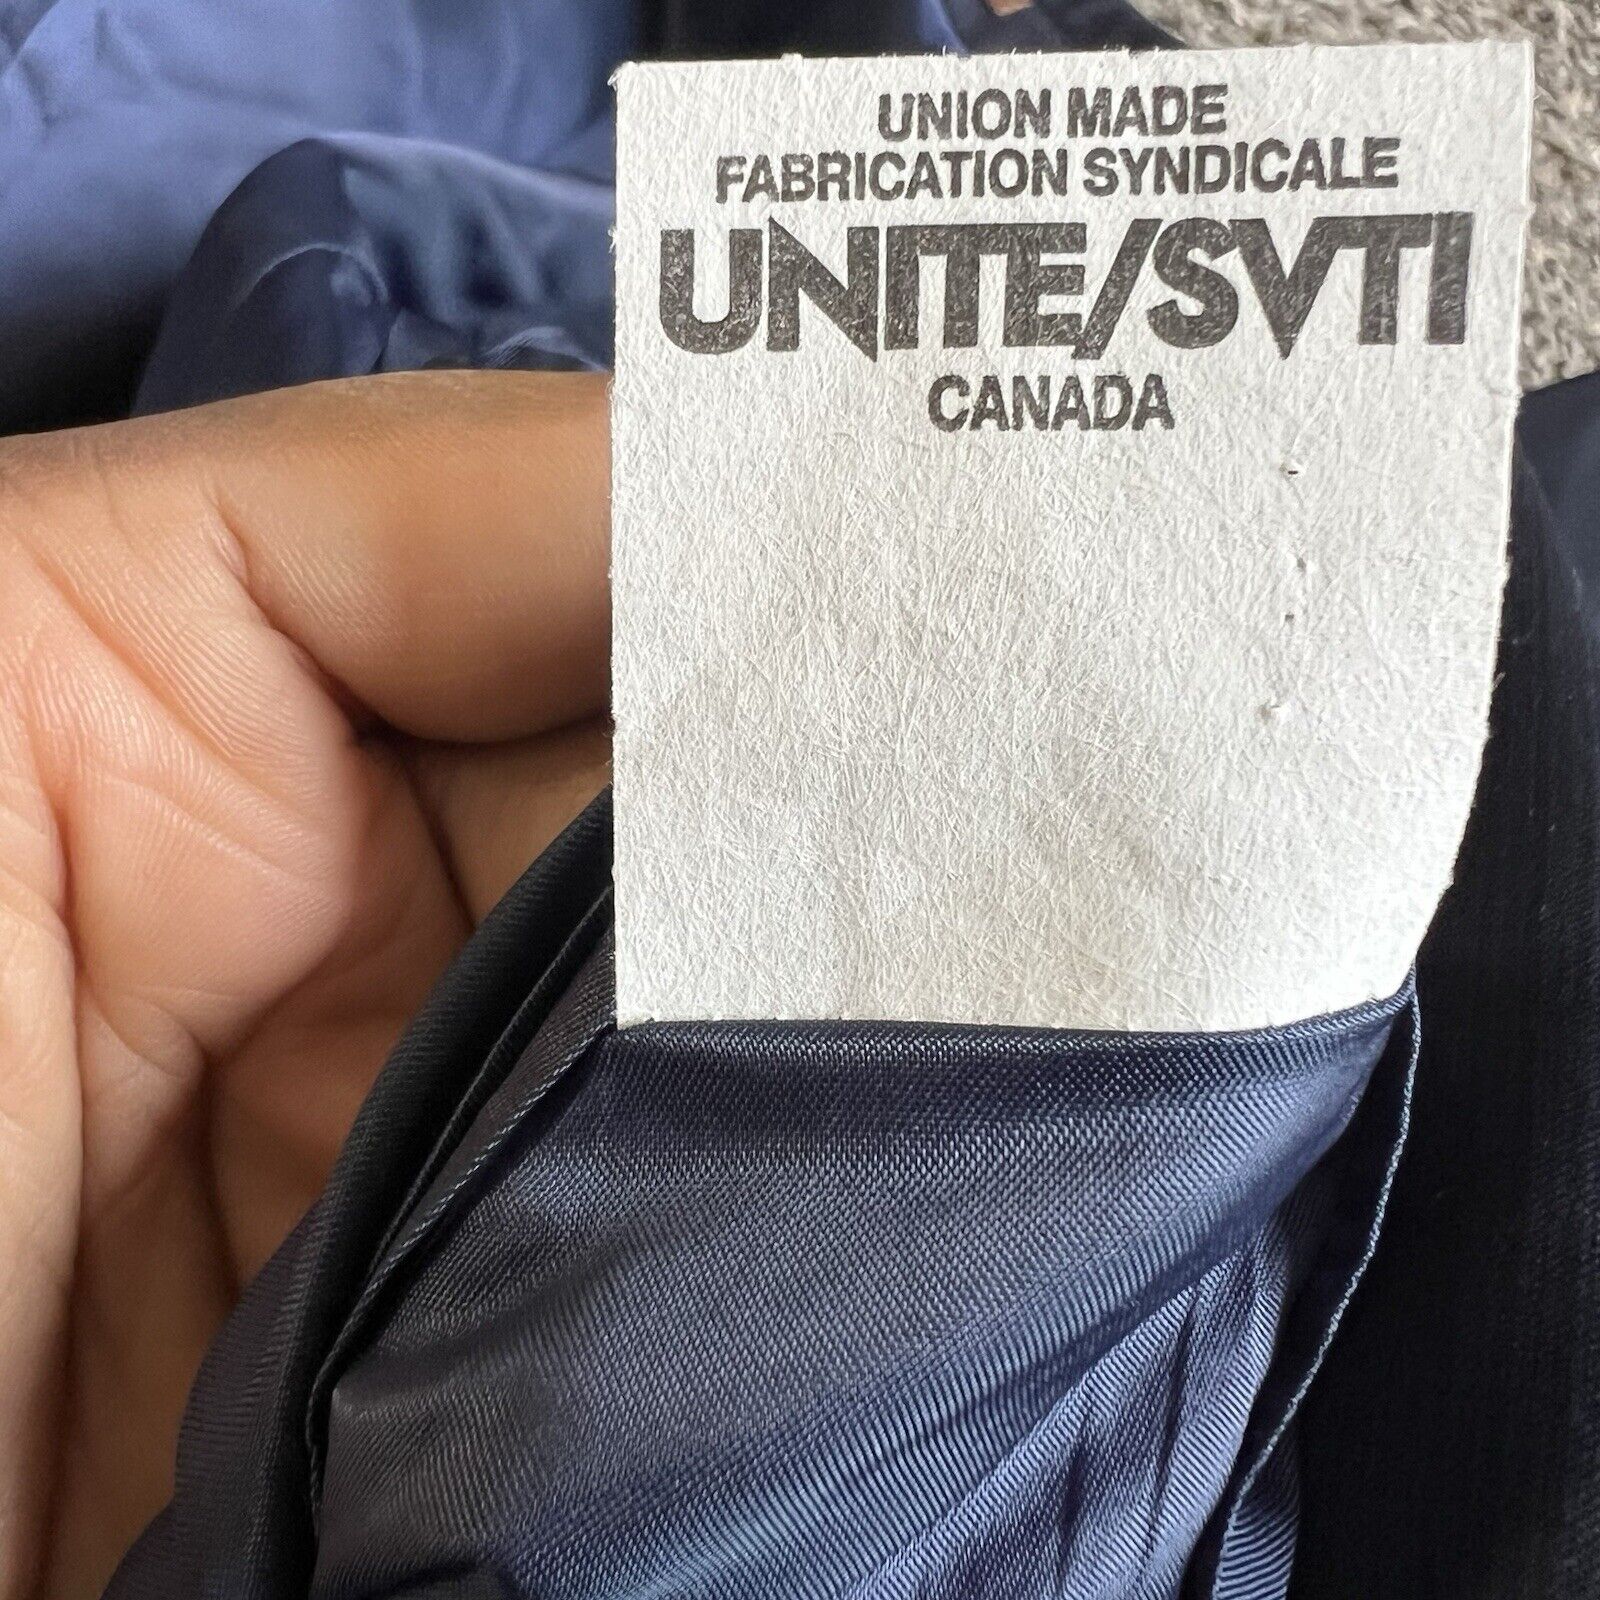 UNION MADE
FABRICATION SYNDICALE
UNITE/SVTI
CANADA